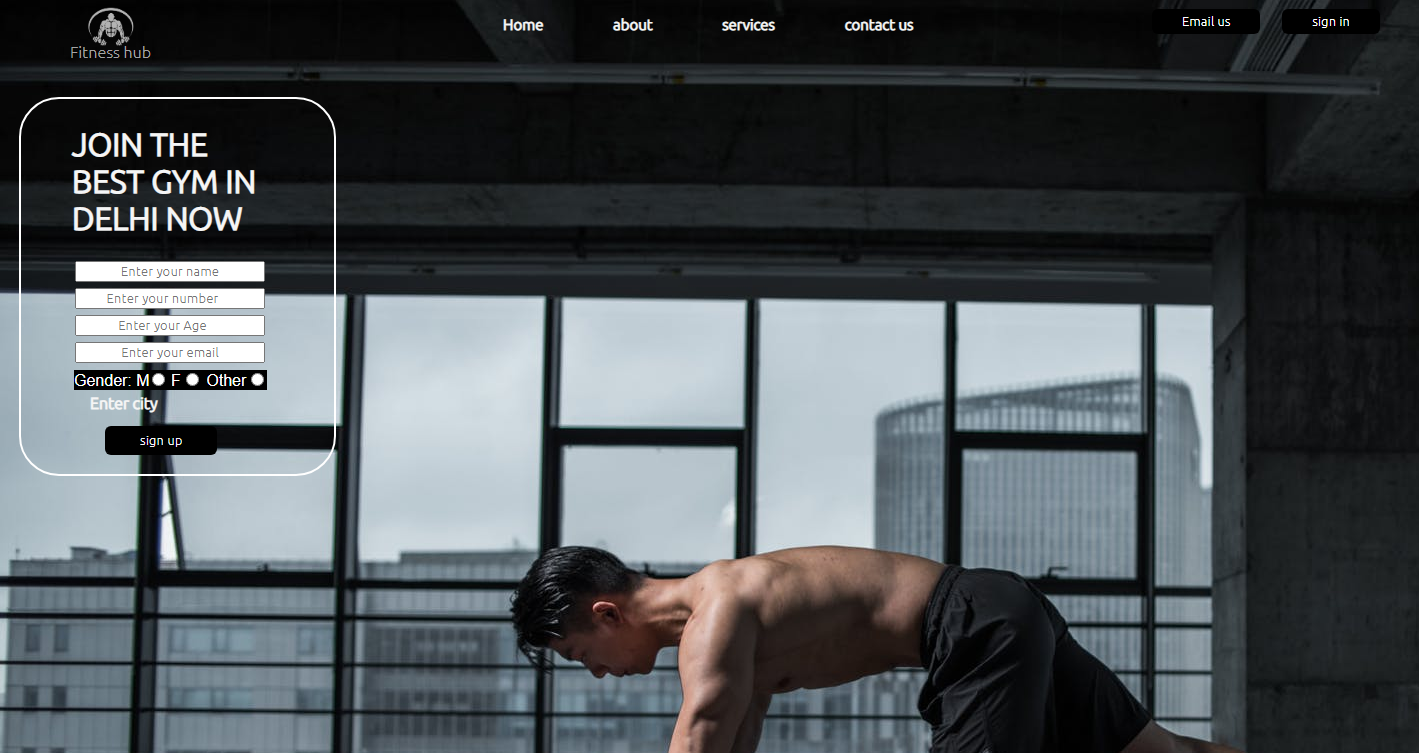 Fitness hub
Home about services contact us
Email us sign in
JOIN THE
BEST GYM IN
DELHI NOW
Enter your name
Enter your number
Enter your Age
Enter your email
Gender: M F Other
Enter city
sign up